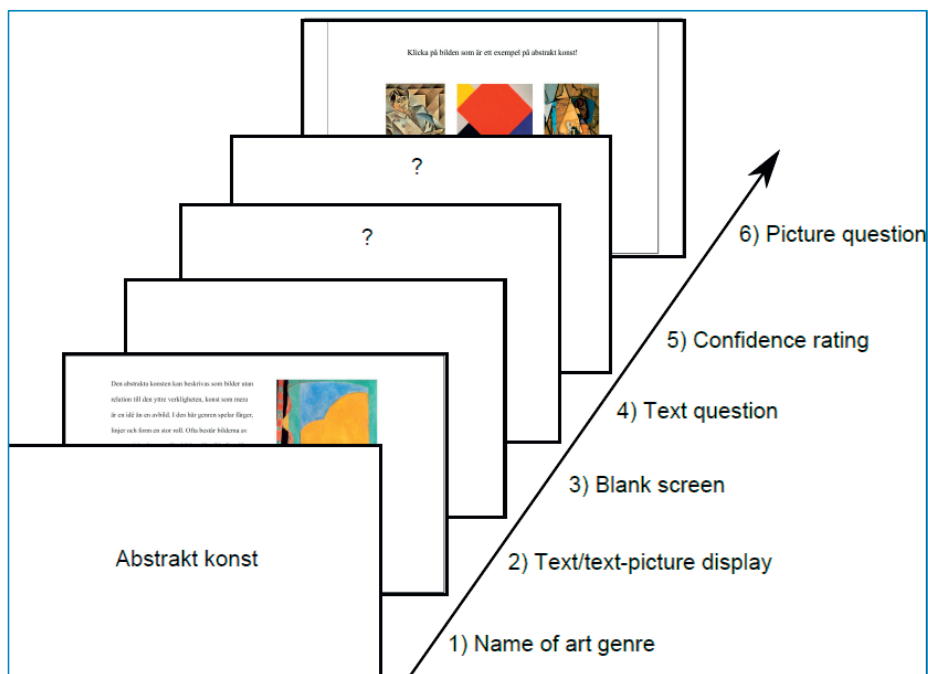 Klicka på bilden som är ett exempel på abstrakt konst!
?
?
6) Picture question
5) Confidence rating
Den abstrakta konsten kan beskrivas som bilder utan
relation till den yttre verkligheten, konst som mera
är en idé än en avbild. I den här genren spelar färger,
linjer och form en stor roll. Ofta består bilderna av
4) Text question
3) Blank screen
Abstrakt konst
2) Text/text-picture display
1) Name of art genre